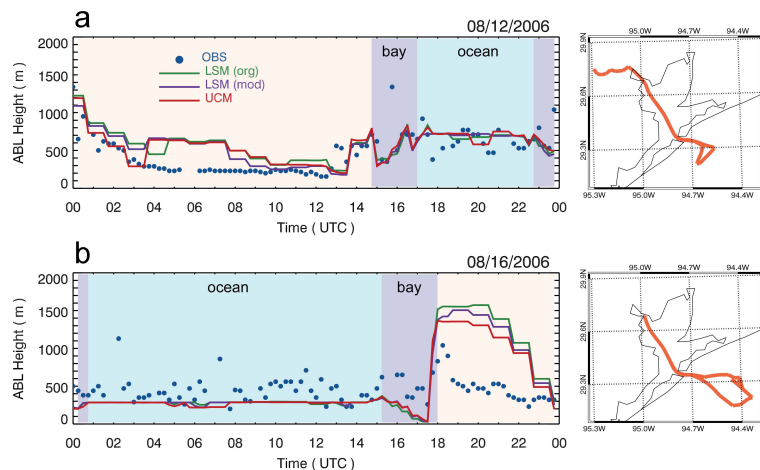 a
08/12/2006
ABL Height ( m )
2000
1500
1000
500
0
bay
ocean
OBS
LSM (org)
LSM (mod)
UCM
00 02 04 06 08 10 12 14 16 18 20 22 00
Time ( UTC )
95.0W 94.7W 94.4W
29.9N
29.6N
29.3N
95.3W 95.0W 94.7W 94.4W
b
08/16/2006
ABL Height ( m )
2000
1500
1000
500
0
ocean
bay
00 02 04 06 08 10 12 14 16 18 20 22 00
Time ( UTC )
95.0W 94.7W 94.4W
29.9N
29.6N
29.3N
95.3W 95.0W 94.7W 94.4W